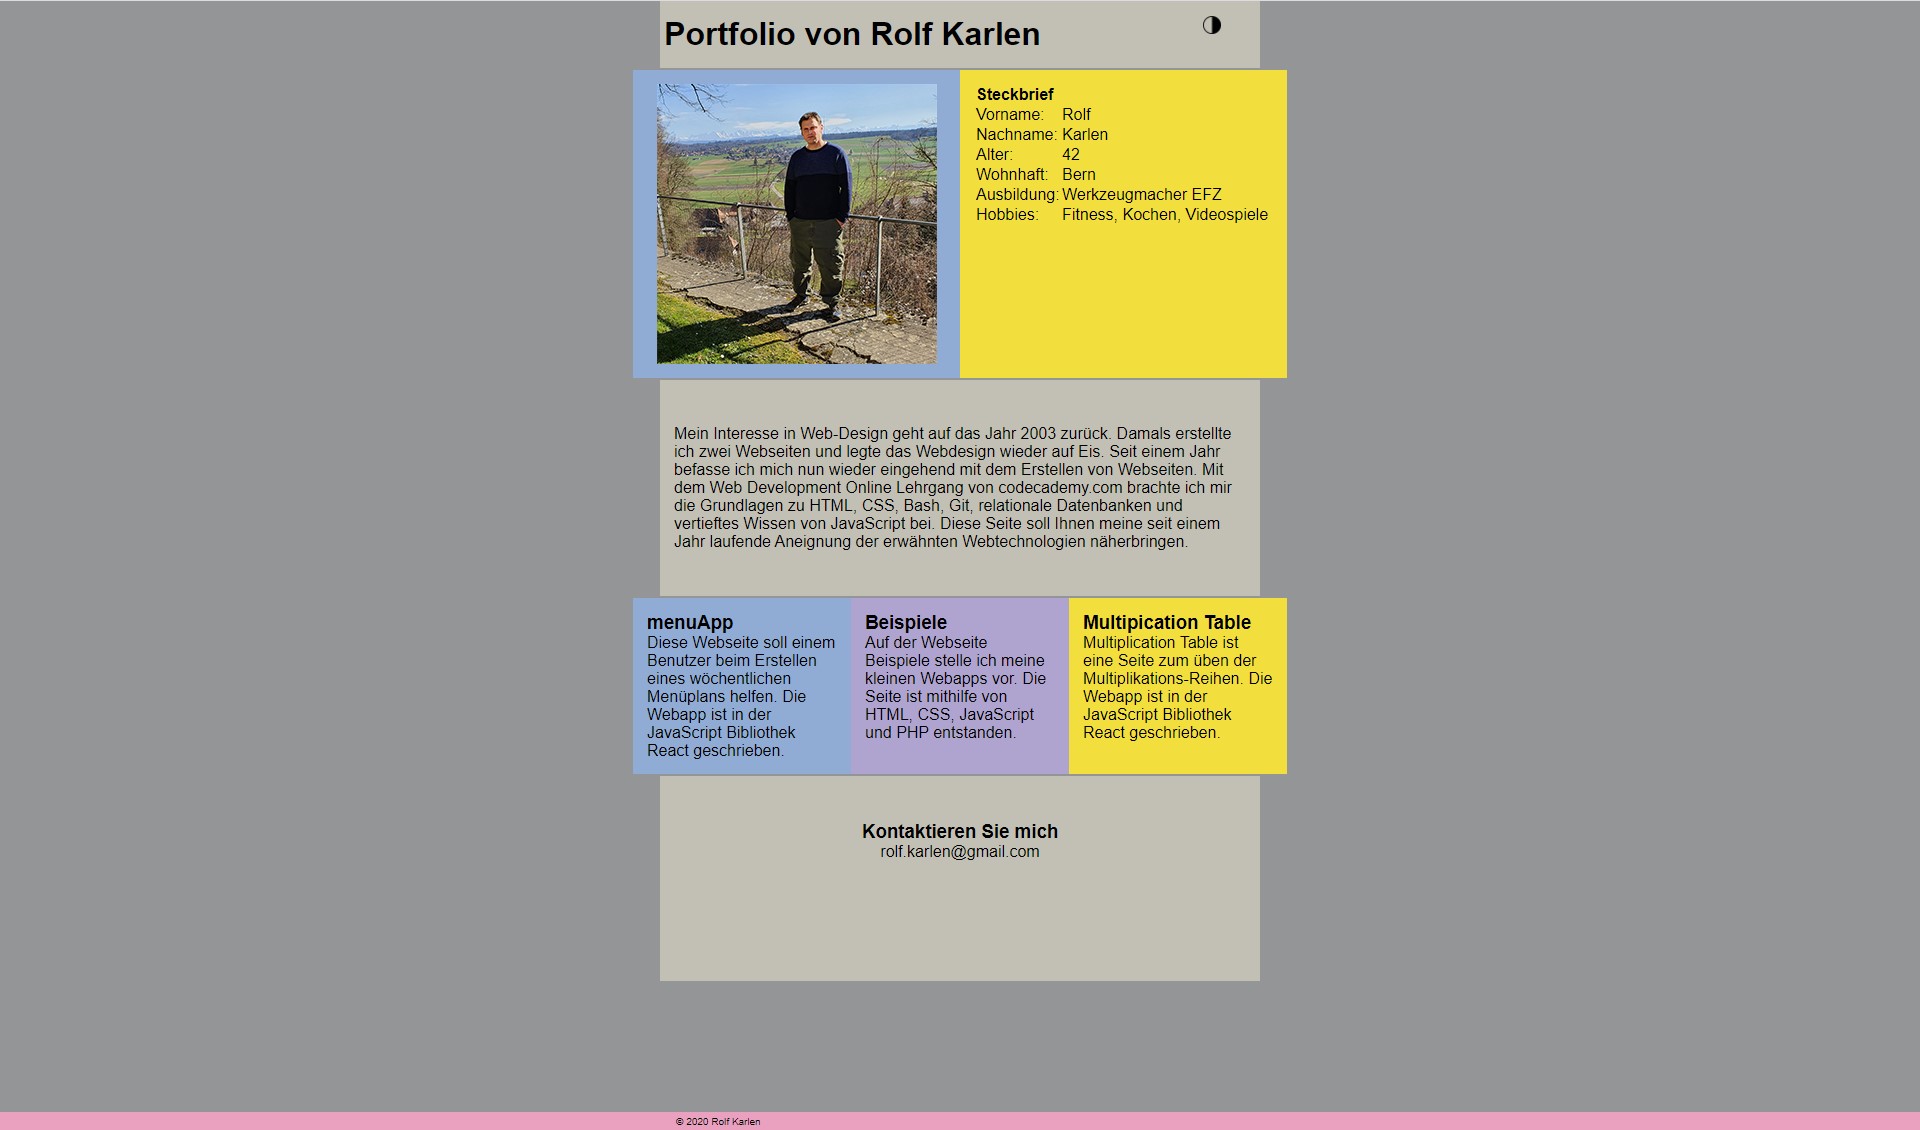 Portfolio von Rolf Karlen
Steckbrief
Vorname: Rolf
Nachname: Karlen
Alter: 42
Wohnhaft: Bern
Ausbildung: Werkzeugmacher EFZ
Hobbies: Fitness, Kochen, Videospiele
Mein Interesse in Web-Design geht auf das Jahr 2003 zurück. Damals erstellte
ich zwei Webseiten und legte das Webdesign wieder auf Eis. Seit einem Jahr
befasse ich mich nun wieder eingehend mit dem Erstellen von Webseiten. Mit
dem Web Development Online Lehrgang von codecademy.com brachte ich mir
die Grundlagen zu HTML, CSS, Bash, Git, relationale Datenbanken und
vertieftes Wissen von JavaScript bei. Diese Seite soll Ihnen meine seit einem
Jahr laufende Aneignung der erwähnten Webtechnologien näherbringen.
menuApp
Diese Webseite soll einem
Benutzer beim Erstellen
eines wöchentlichen
Menüplans helfen. Die
Webapp ist in der
JavaScript Bibliothek
React geschrieben.
Beispiele
Auf der Webseite
Beispiele stelle ich meine
kleinen Webapps vor. Die
Seite ist mithilfe von
HTML, CSS, JavaScript
und PHP entstanden.
Multipication Table
Multiplication Table ist
eine Seite zum üben der
Multiplikations-Reihen. Die
Webapp ist in der
JavaScript Bibliothek
React geschrieben.
Kontaktieren Sie mich
rolf.karlen@gmail.com
© 2020 Rolf Karlen